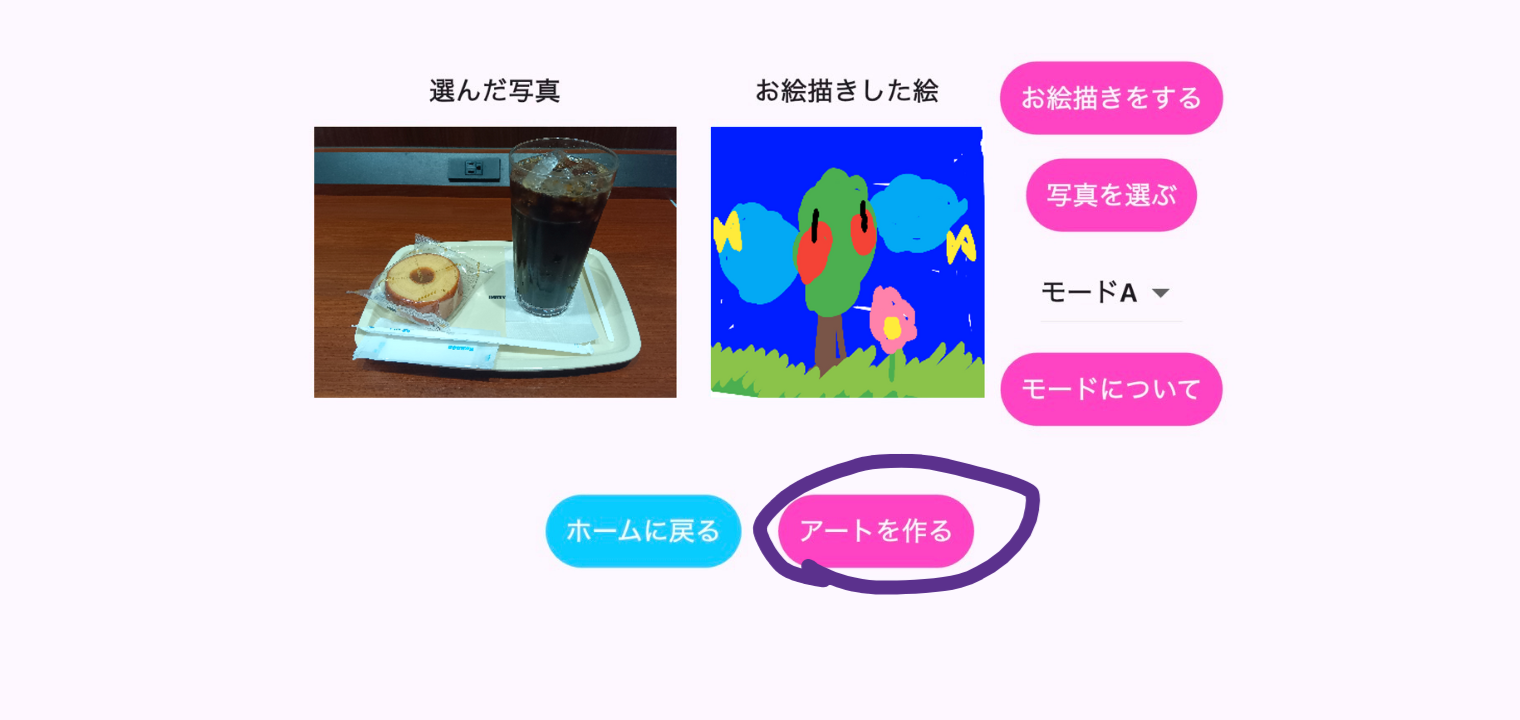 選んだ写真
お絵描きした絵
お絵描きをする
写真を選ぶ
モードA
モードについて
ホームに戻る
アートを作る